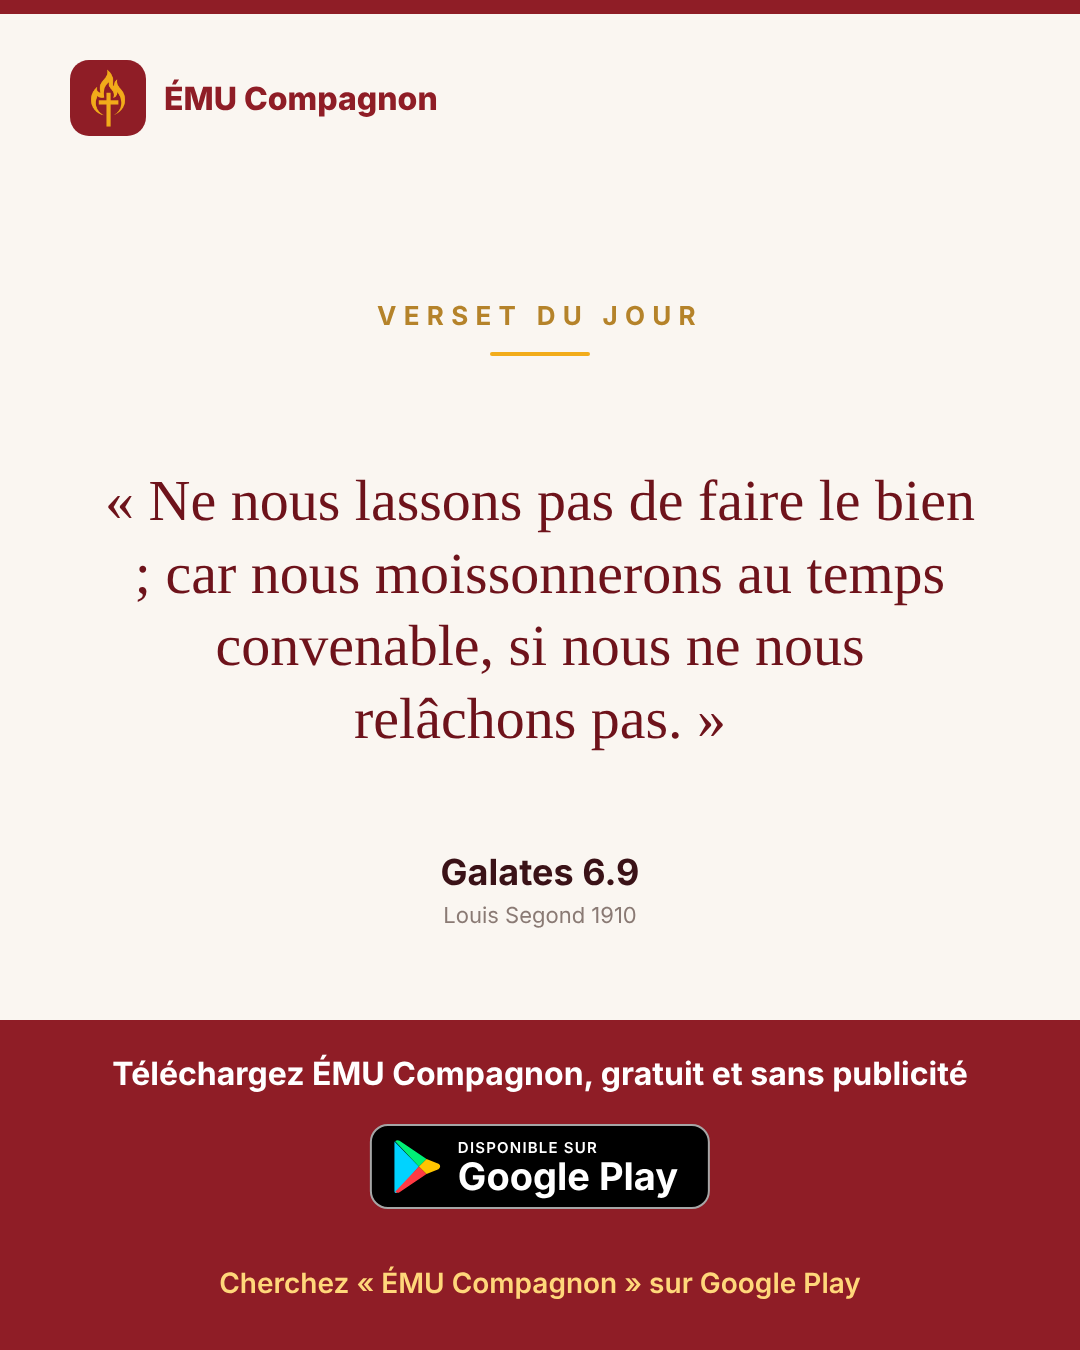 ÉMU Compagnon
VERSET DU JOUR
« Ne nous lassons pas de faire le bien
; car nous moissonnerons au temps
convenable, si nous ne nous
relâchons pas. »
Galates 6.9
Louis Segond 1910
Téléchargez ÉMU Compagnon, gratuit et sans publicité
DISPONIBLE SUR
Google Play
Cherchez « ÉMU Compagnon » sur Google Play